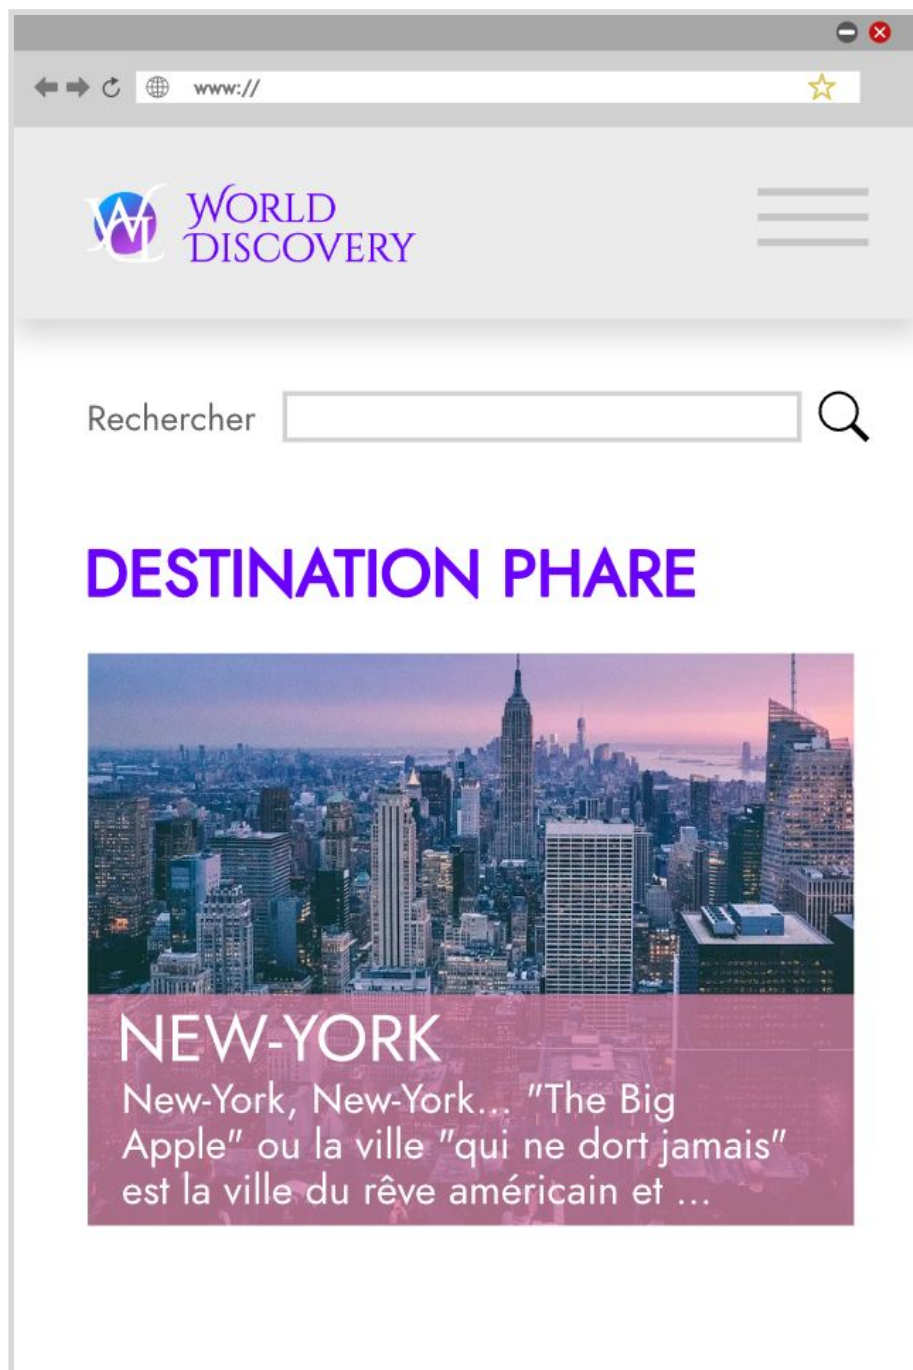 www://
WD
WORLD
DISCOVERY
Rechercher
DESTINATION PHARE
NEW-YORK
New-York, New-York... "The Big
Apple" ou la ville "qui ne dort jamais"
est la ville du rêve américain et ...